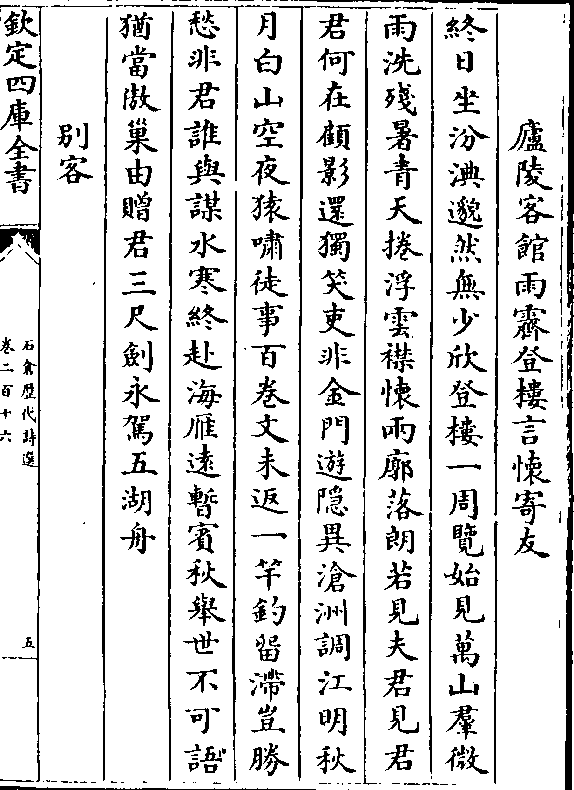 廬陵客館雨霽登樓言懷寄友
終日坐汾㴽邈然無少欣登樓一周覽始見萬山羣微
雨洗殘暑青天捲浮雲襟懷兩廓落朗若見夫君見君
君何在顧影還獨笑吏非金門遊隠異滄洲調江明秋
月白山空夜猿嘯徒事百卷文未返一竿釣留滯豈勝
愁非君誰與謀水寒終赴海雁遠暫賓秋舉世不可語
猶當傲巢由贈君三尺劍永駕五湖舟
别客
欽定四庫全書
石倉歷代詩選
卷二百十六
五